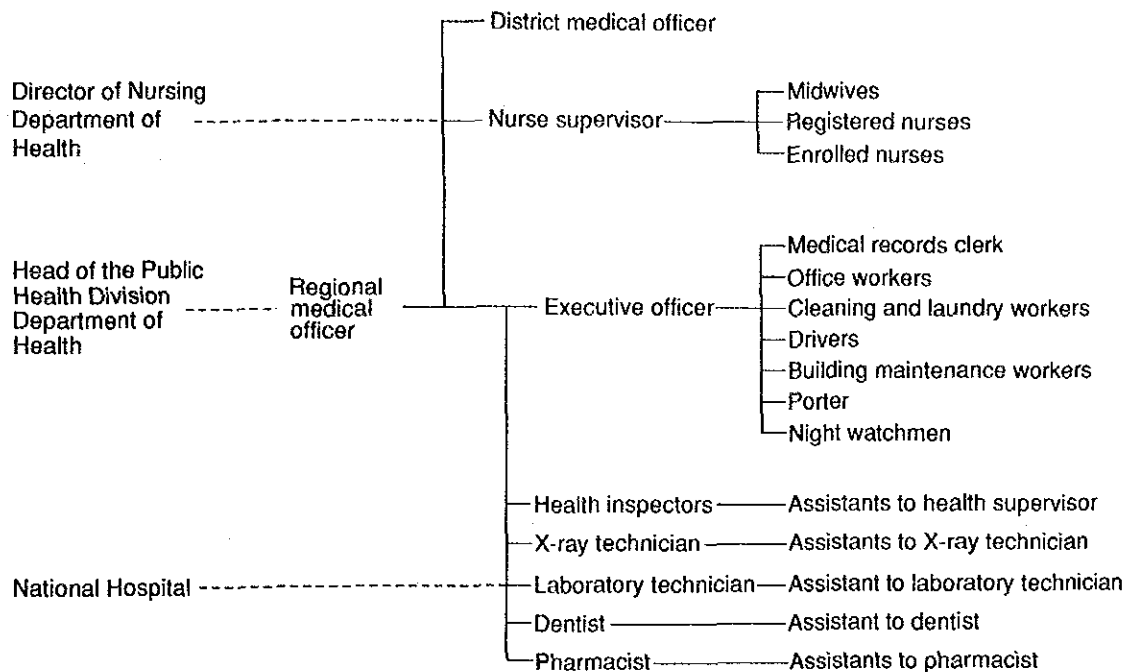 District medical officer
Director of Nursing
Department of
Health
Nurse supervisor
Midwives
Registered nurses
Enrolled nurses
Head of the Public
Health Division
Department of
Health
Regional
medical
officer
Executive officer
Medical records clerk
Office workers
Cleaning and laundry workers
Drivers
Building maintenance workers
Porter
Night watchmen
Health inspectors
Assistants to health supervisor
X-ray technician
Assistants to X-ray technician
National Hospital
Laboratory technician
Assistant to laboratory technician
Dentist
Assistant to dentist
Pharmacist
Assistants to pharmacist